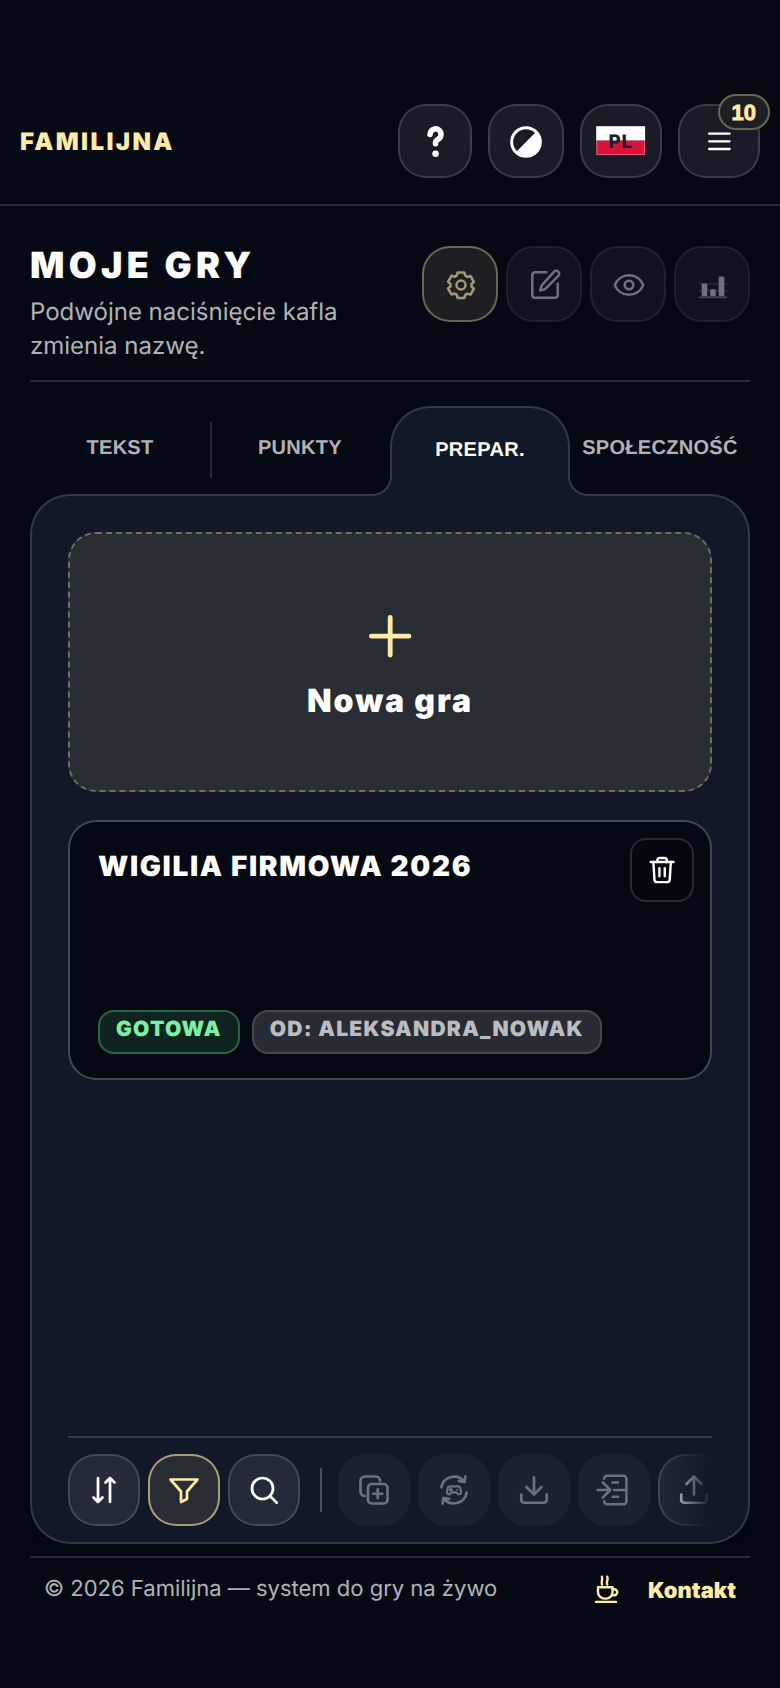 FAMILIJNA
?
PL
10
MOJE GRY
Podwójne naciśnięcie kafla
zmienia nazwę.
TEKST
PUNKTY
PREPAR.
SPOŁECZNOŚĆ
Nowa gra
WIGILIA FIRMOWA 2026
GOTOWA
OD: ALEKSANDRA_NOWAK
© 2026 Familijna — system do gry na żywo
Kontakt